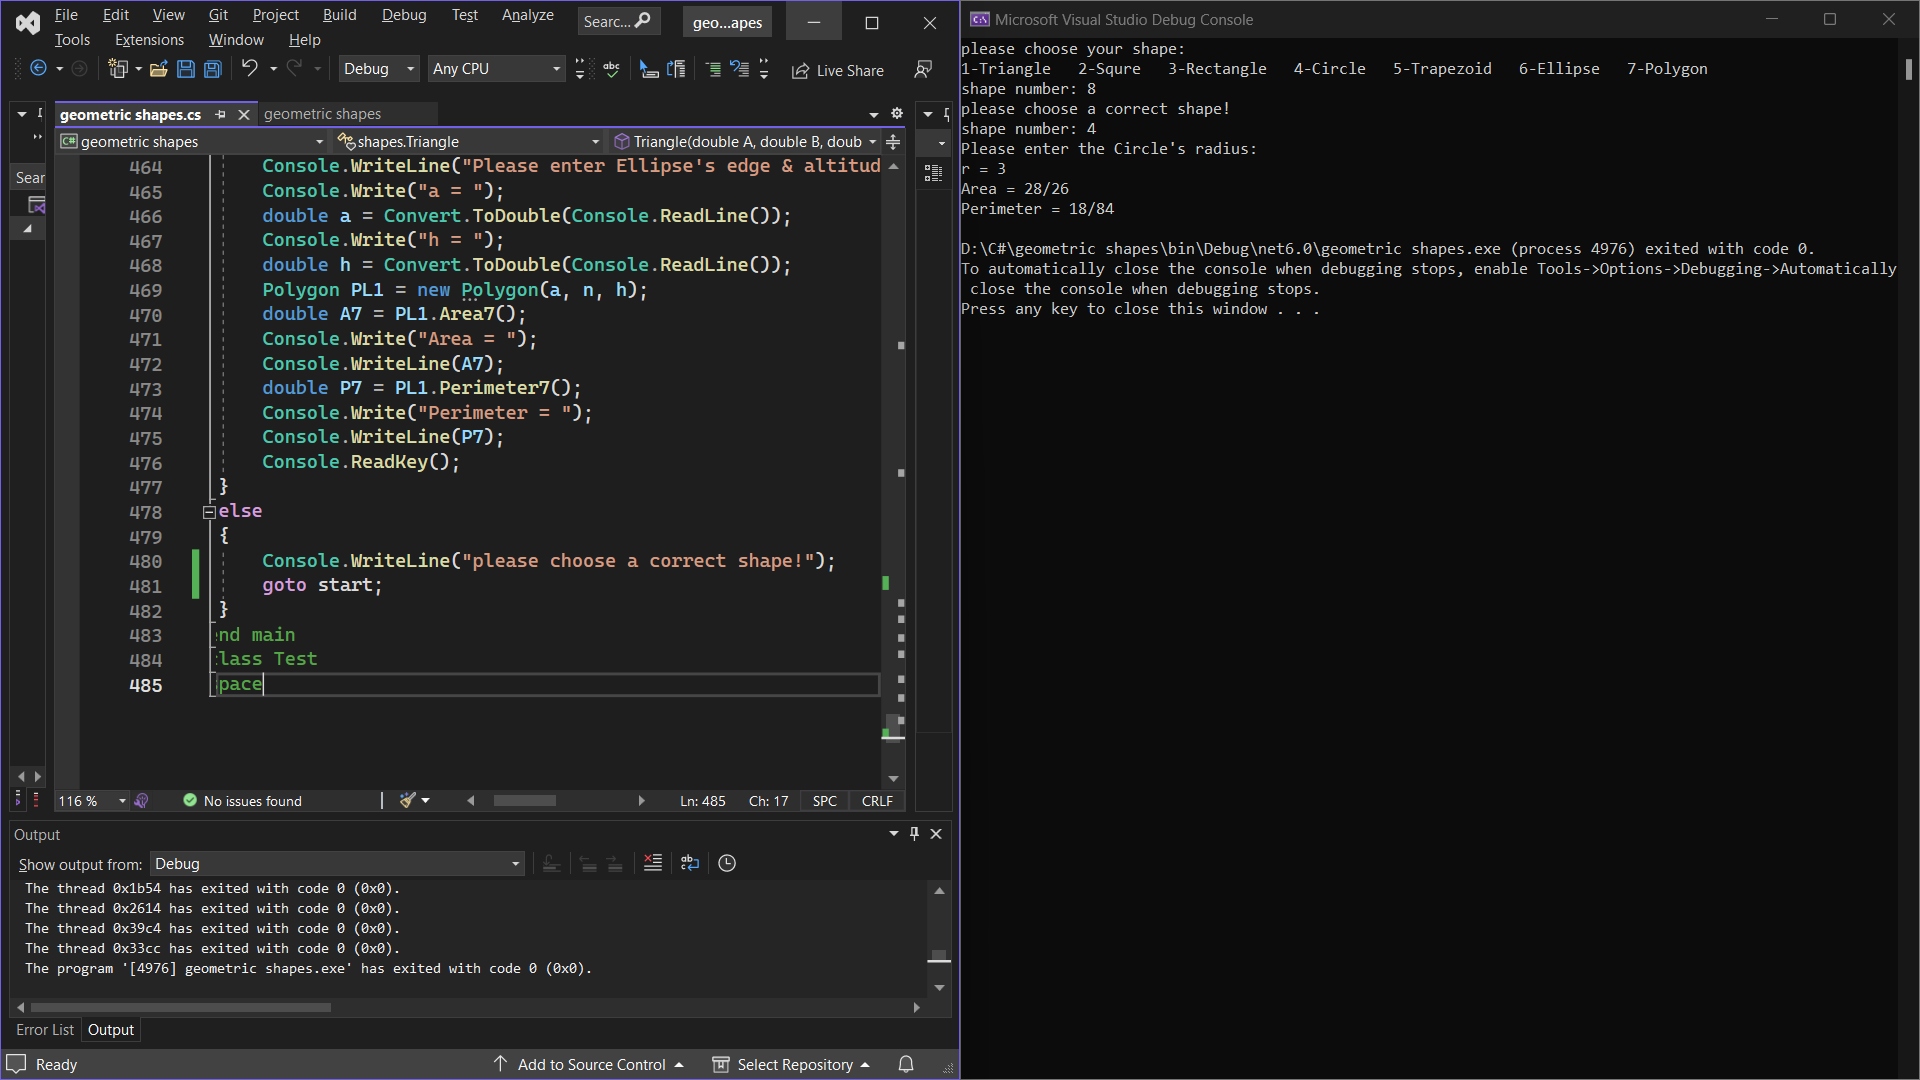 File Edit View Git Project Build Debug Test Analyze Searc... geo...apes
Tools Extensions Window Help
Debug Any CPU abc Live Share
geometric shapes.cs geometric shapes
C# geometric shapes shapes.Triangle Triangle(double A, double B, doub
Sear
464 Console.WriteLine("Please enter Ellipse's edge & altitud
465 Console.Write("a = ");
466 double a = Convert.ToDouble(Console.ReadLine());
467 Console.Write("h = ");
468 double h = Convert.ToDouble(Console.ReadLine());
469 Polygon PL1 = new Polygon(a, n, h);
470 double A7 = PL1.Area7();
471 Console.Write("Area = ");
472 Console.WriteLine(A7);
473 double P7 = PL1.Perimeter7();
474 Console.Write("Perimeter = ");
475 Console.WriteLine(P7);
476 Console.ReadKey();
477 }
478 else
479 {
480 Console.WriteLine("please choose a correct shape!");
481 goto start;
482 }
483 nd main
484 lass Test
485 pace
116 % No issues found Ln: 485 Ch: 17 SPC CRLF
Output
Show output from: Debug
The thread 0x1b54 has exited with code 0 (0x0).
The thread 0x2614 has exited with code 0 (0x0).
The thread 0x39c4 has exited with code 0 (0x0).
The thread 0x33cc has exited with code 0 (0x0).
The program '[4976] geometric shapes.exe' has exited with code 0 (0x0).
Error List Output
Ready Add to Source Control Select Repository
Microsoft Visual Studio Debug Console
please choose your shape:
1-Triangle 2-Squre 3-Rectangle 4-Circle 5-Trapezoid 6-Ellipse 7-Polygon
shape number: 8
please choose a correct shape!
shape number: 4
Please enter the Circle's radius:
r = 3
Area = 28/26
Perimeter = 18/84
D:\C#\geometric shapes\bin\Debug\net6.0\geometric shapes.exe (process 4976) exited with code 0.
To automatically close the console when debugging stops, enable Tools->Options->Debugging->Automatically
close the console when debugging stops.
Press any key to close this window . . .